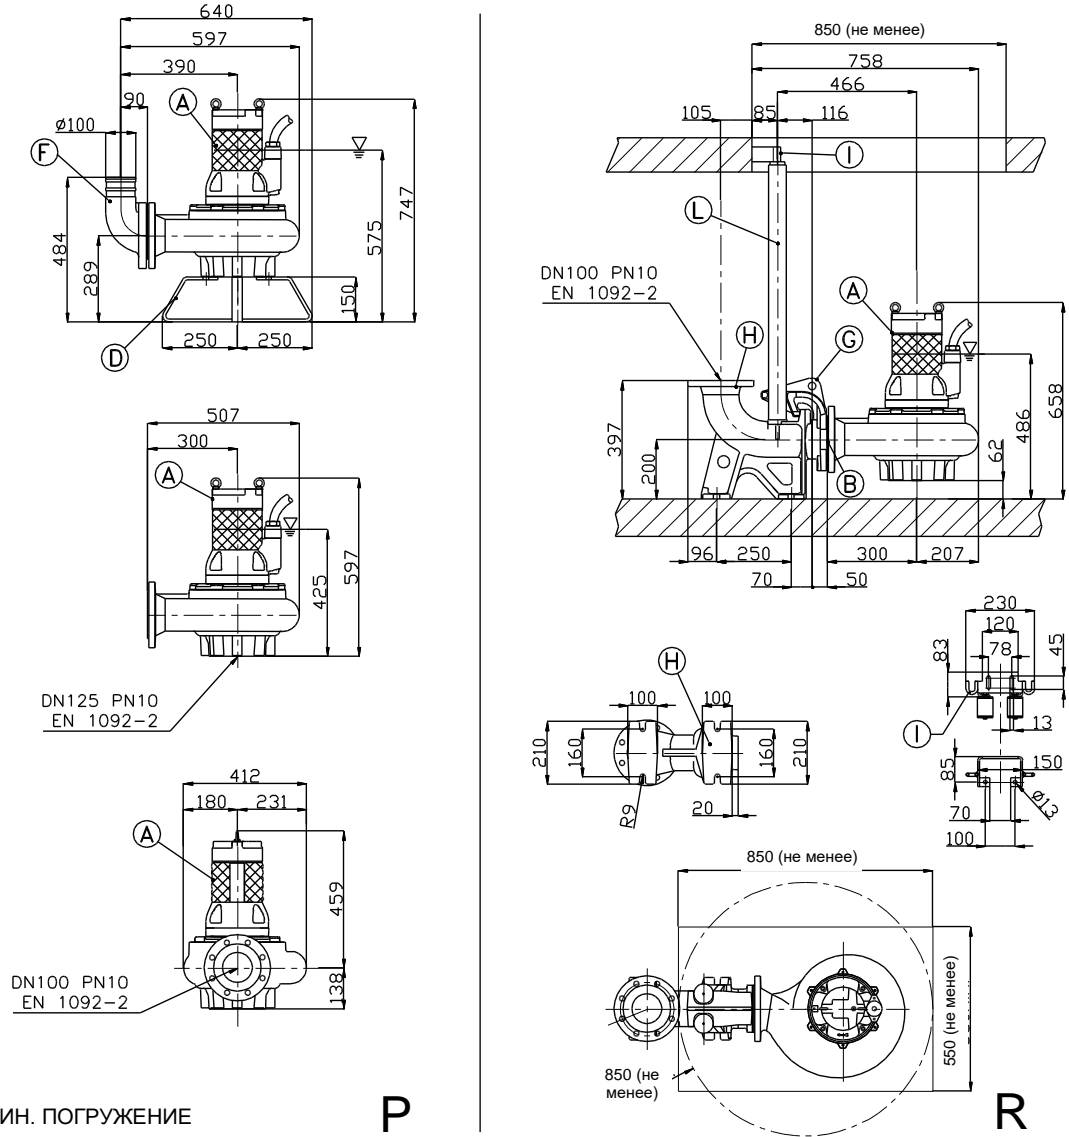 640
597
390
90
A
ø100
F
484
289
747
575
150
250
250
D
507
300
A
597
425
DN125 PN10
EN 1092-2
412
180
231
A
459
138
DN100 PN10
EN 1092-2
ИН. ПОГРУЖЕНИЕ
P
850 (не менее)
758
466
105
85
116
I
L
DN100 PN10
EN 1092-2
A
H
G
397
200
658
486
62
B
96
250
300
207
70
50
230
120
78
83
45
13
I
H
100
100
210
160
160
210
R9
20
85
150
ø13
70
100
850 (не менее)
550 (не менее)
850 (не
менее)
R